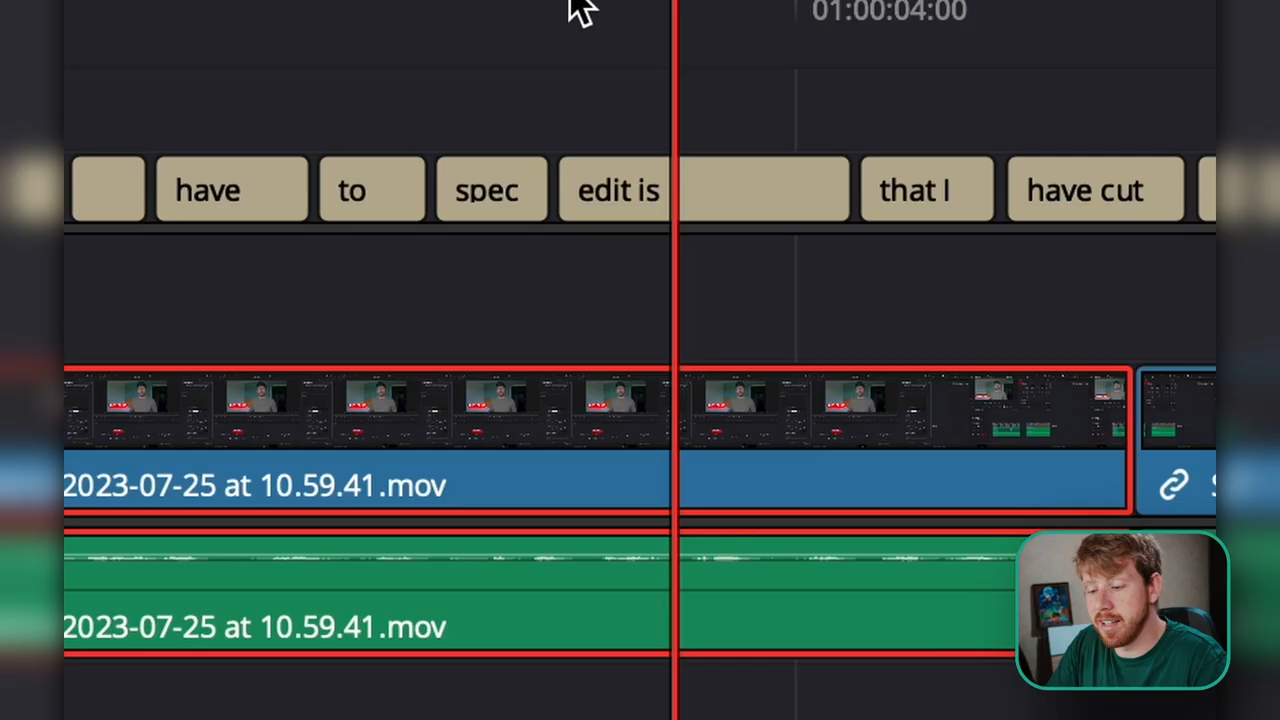 01:00:04:00
have to spec edit is that I have cut
2023-07-25 at 10.59.41.mov
2023-07-25 at 10.59.41.mov